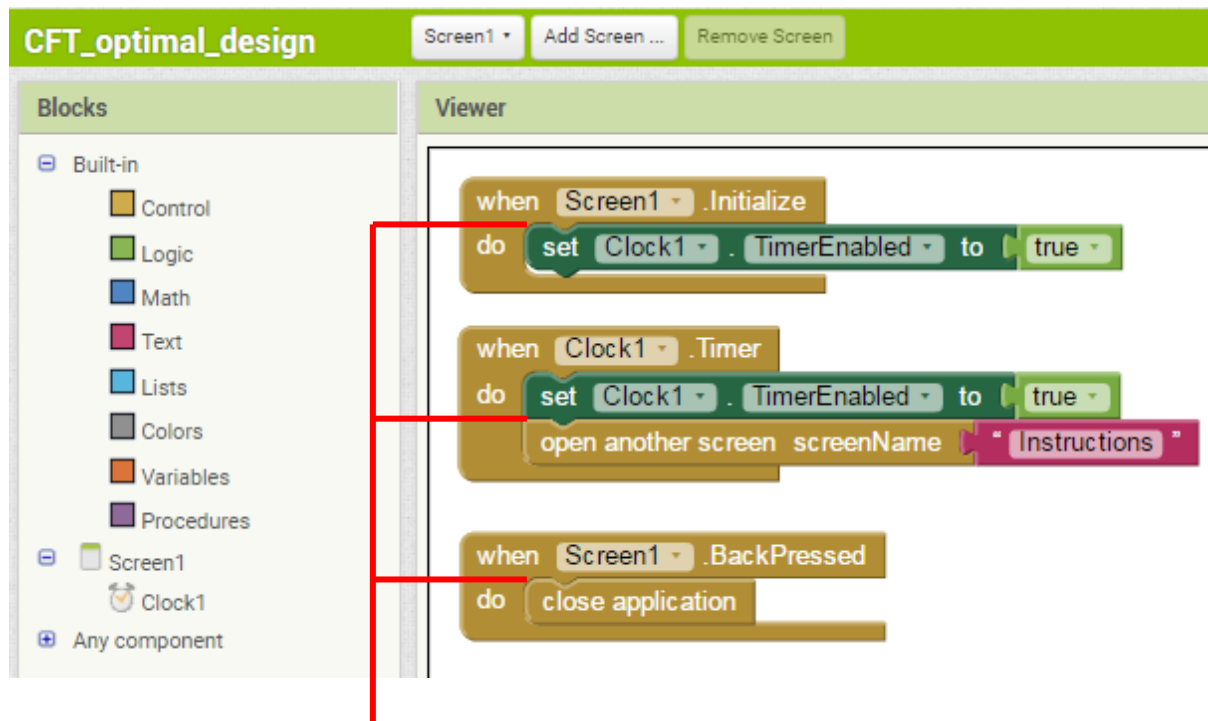 CFT_optimal_design
Screen1
Add Screen ...
Remove Screen
Blocks
Viewer
Built-in
Control
Logic
Math
Text
Lists
Colors
Variables
Procedures
Screen1
Clock1
Any component
when Screen1 .Initialize
do set Clock1 . TimerEnabled to true
when Clock1 .Timer
do set Clock1 . TimerEnabled to true
open another screen screenName " Instructions "
when Screen1 .BackPressed
do close application